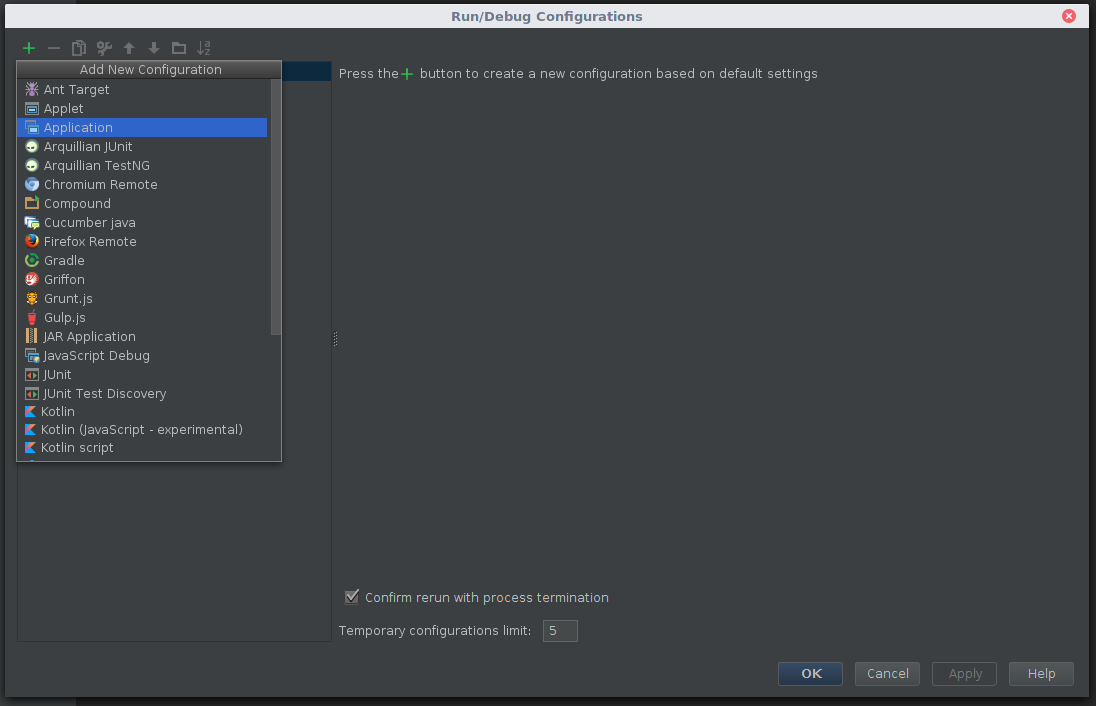 Run/Debug Configurations
Add New Configuration
Press the + button to create a new configuration based on default settings
Ant Target
Applet
Application
Arquillian JUnit
Arquillian TestNG
Chromium Remote
Compound
Cucumber java
Firefox Remote
Gradle
Griffon
Grunt.js
Gulp.js
JAR Application
JavaScript Debug
JUnit
JUnit Test Discovery
Kotlin
Kotlin (JavaScript - experimental)
Kotlin script
Confirm rerun with process termination
Temporary configurations limit: 5
OK Cancel Apply Help